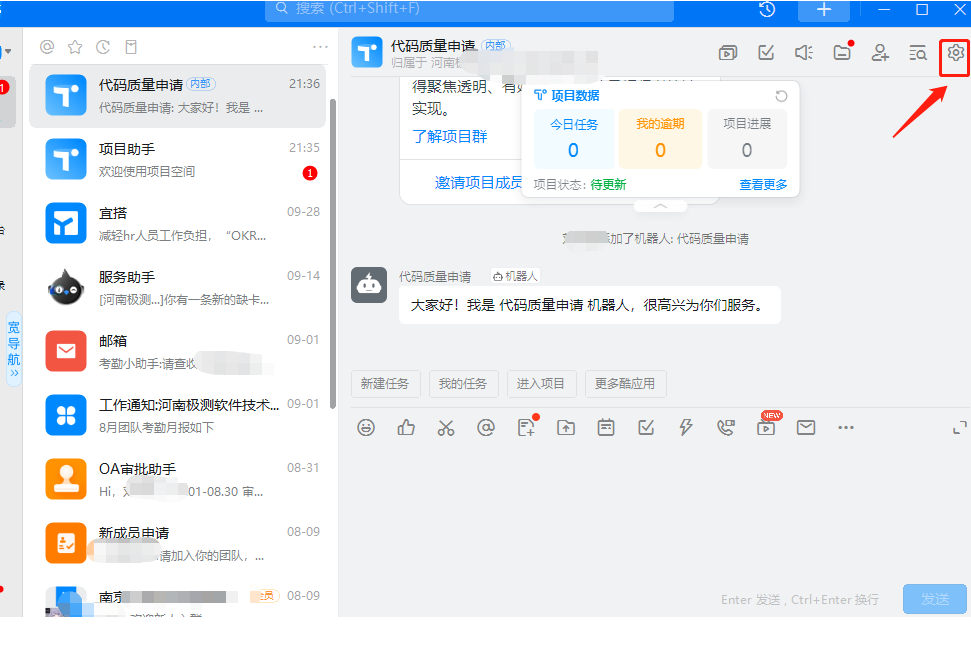 搜索 (Ctrl+Shift+F)
1
宽导航
代码质量申请 内部 21:36
代码质量申请: 大家好！我是 ...
项目助手 21:35
欢迎使用项目空间 1
宜搭 09-28
减轻hr人员工作负担，“OKR...
服务助手 09-14
[河南极测...]你有一条新的缺卡...
邮箱 09-01
考勤小助手:请查收
工作通知:河南极测软件技术... 09-01
8月团队考勤月报如下
OA审批助手 08-31
Hi, 01-08.30 审...
新成员申请 08-09
请加入你的团队，...
南京 08-09
代码质量申请 内部
归属于 河南极
实现。
了解项目群
邀请项目成员
项目数据
今日任务 我的逾期 项目进展
0 0 0
项目状态: 待更新 查看更多
添加了机器人: 代码质量申请
代码质量申请 机器人
大家好！我是 代码质量申请 机器人，很高兴为你们服务。
新建任务 我的任务 进入项目 更多酷应用
NEW
Enter 发送 , Ctrl+Enter 换行
发送